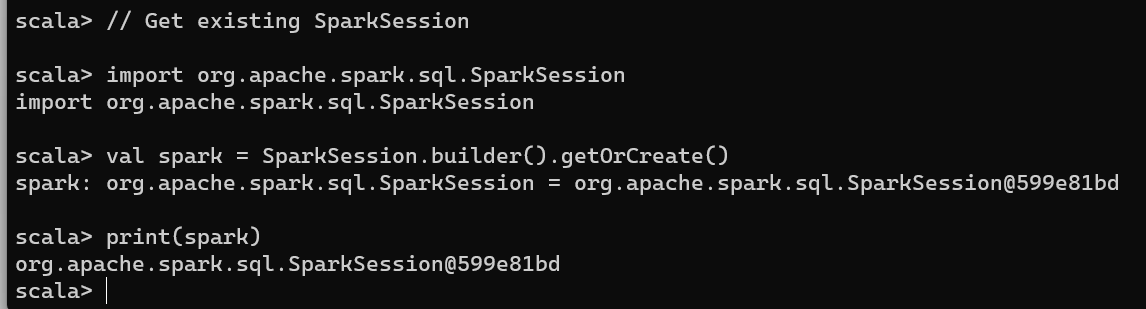 scala> // Get existing SparkSession
scala> import org.apache.spark.sql.SparkSession
import org.apache.spark.sql.SparkSession
scala> val spark = SparkSession.builder().getOrCreate()
spark: org.apache.spark.sql.SparkSession = org.apache.spark.sql.SparkSession@599e81bd
scala> print(spark)
org.apache.spark.sql.SparkSession@599e81bd
scala>